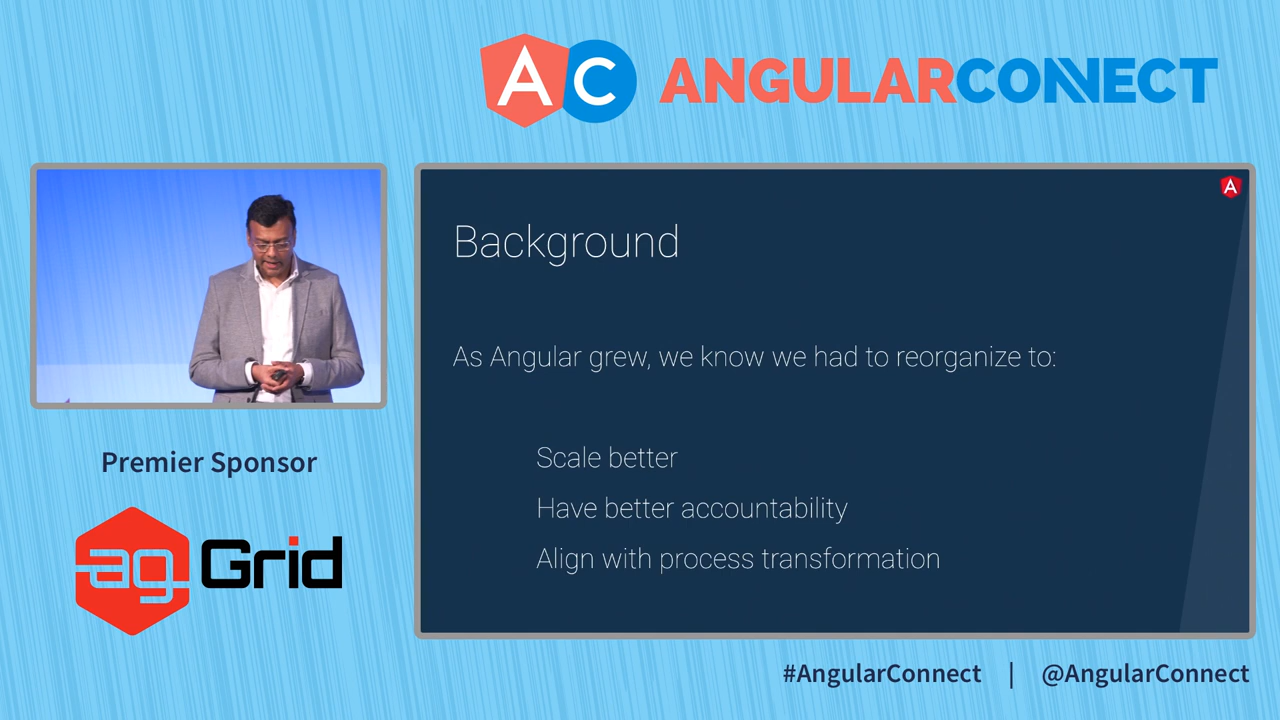 AC ANGULARCONNECT
A
Background
As Angular grew, we know we had to reorganize to:
Scale better
Have better accountability
Align with process transformation
Premier Sponsor
ag Grid
#AngularConnect | @AngularConnect